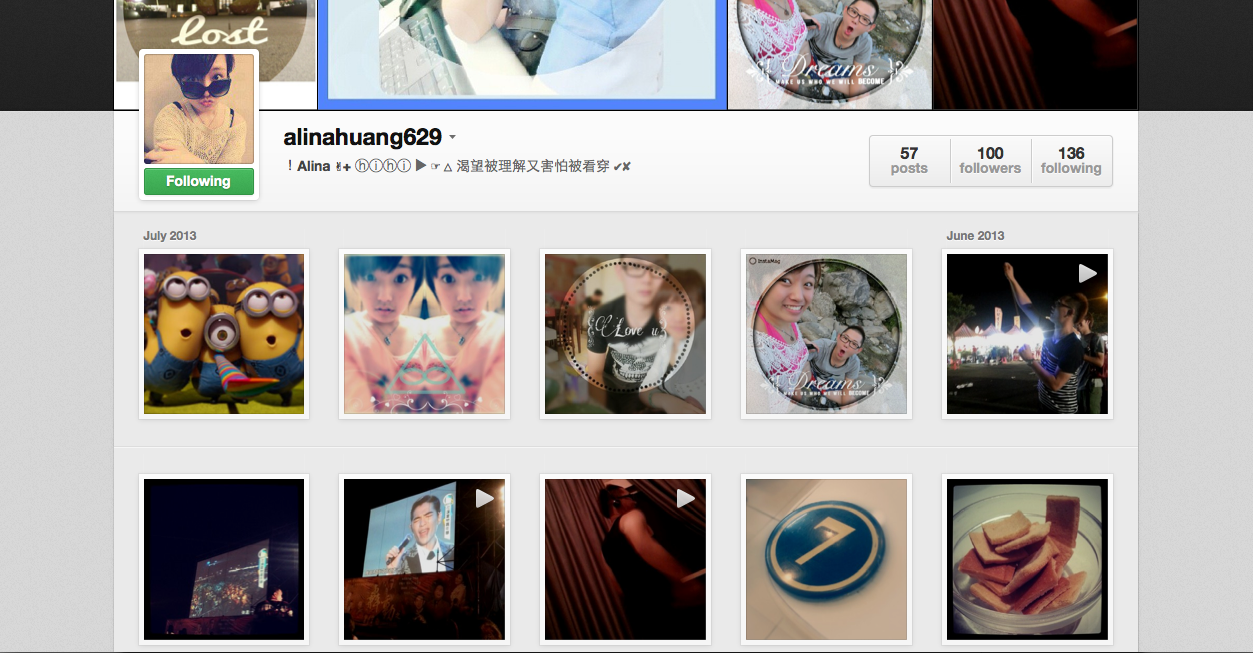 lost
Dreams
MAKE US WHO WE WILL BECOME
alinahuang629
！Alina ✌+ ⓗⓘⓗⓘ ▶ ☞ △ 渴望被理解又害怕被看穿 ✔✘
Following
57 posts
100 followers
136 following
July 2013
June 2013
InstaMag
Love u
Dreams
MAKE US WHO WE WILL BECOME
1